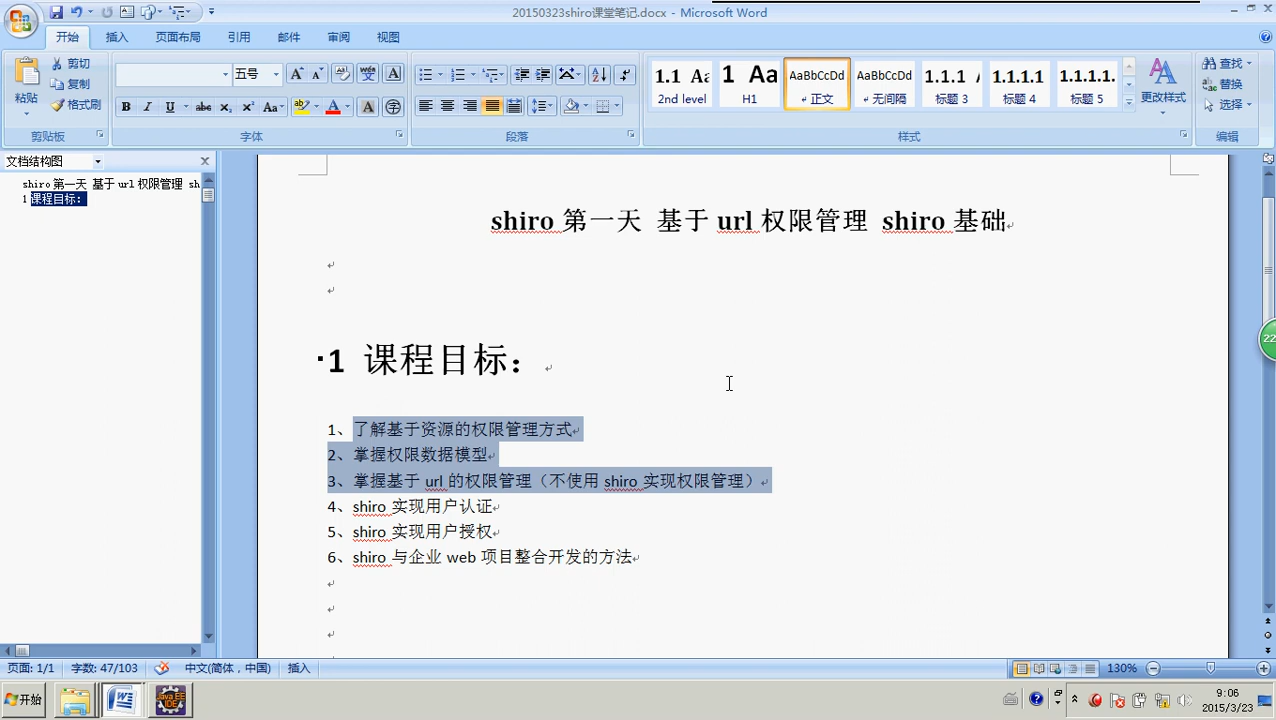 20150323shiro课堂笔记.docx - Microsoft Word
开始 插入 页面布局 引用 邮件 审阅 视图
粘贴 剪切 复制 格式刷
五号
剪贴板 字体 段落 样式 编辑
1.1 Aa 1 Aa AaBbCcDd AaBbCcDd 1.1.1 A 1.1.1.1 1.1.1.1.
2nd level H1 正文 无间隔 标题 3 标题 4 标题 5
更改样式
查找
替换
选择
文档结构图
shiro 第一天 基于 url 权限管理 sh
1 课程目标:
shiro 第一天 基于 url 权限管理 shiro 基础
1 课程目标:
1、了解基于资源的权限管理方式
2、掌握权限数据模型
3、掌握基于 url 的权限管理(不使用 shiro 实现权限管理)
4、shiro 实现用户认证
5、shiro 实现用户授权
6、shiro 与企业 web 项目整合开发的方法
22
页面: 1/1 字数: 47/103 中文(简体，中国) 插入 130%
开始 Java EE IDE 9:06
2015/3/23